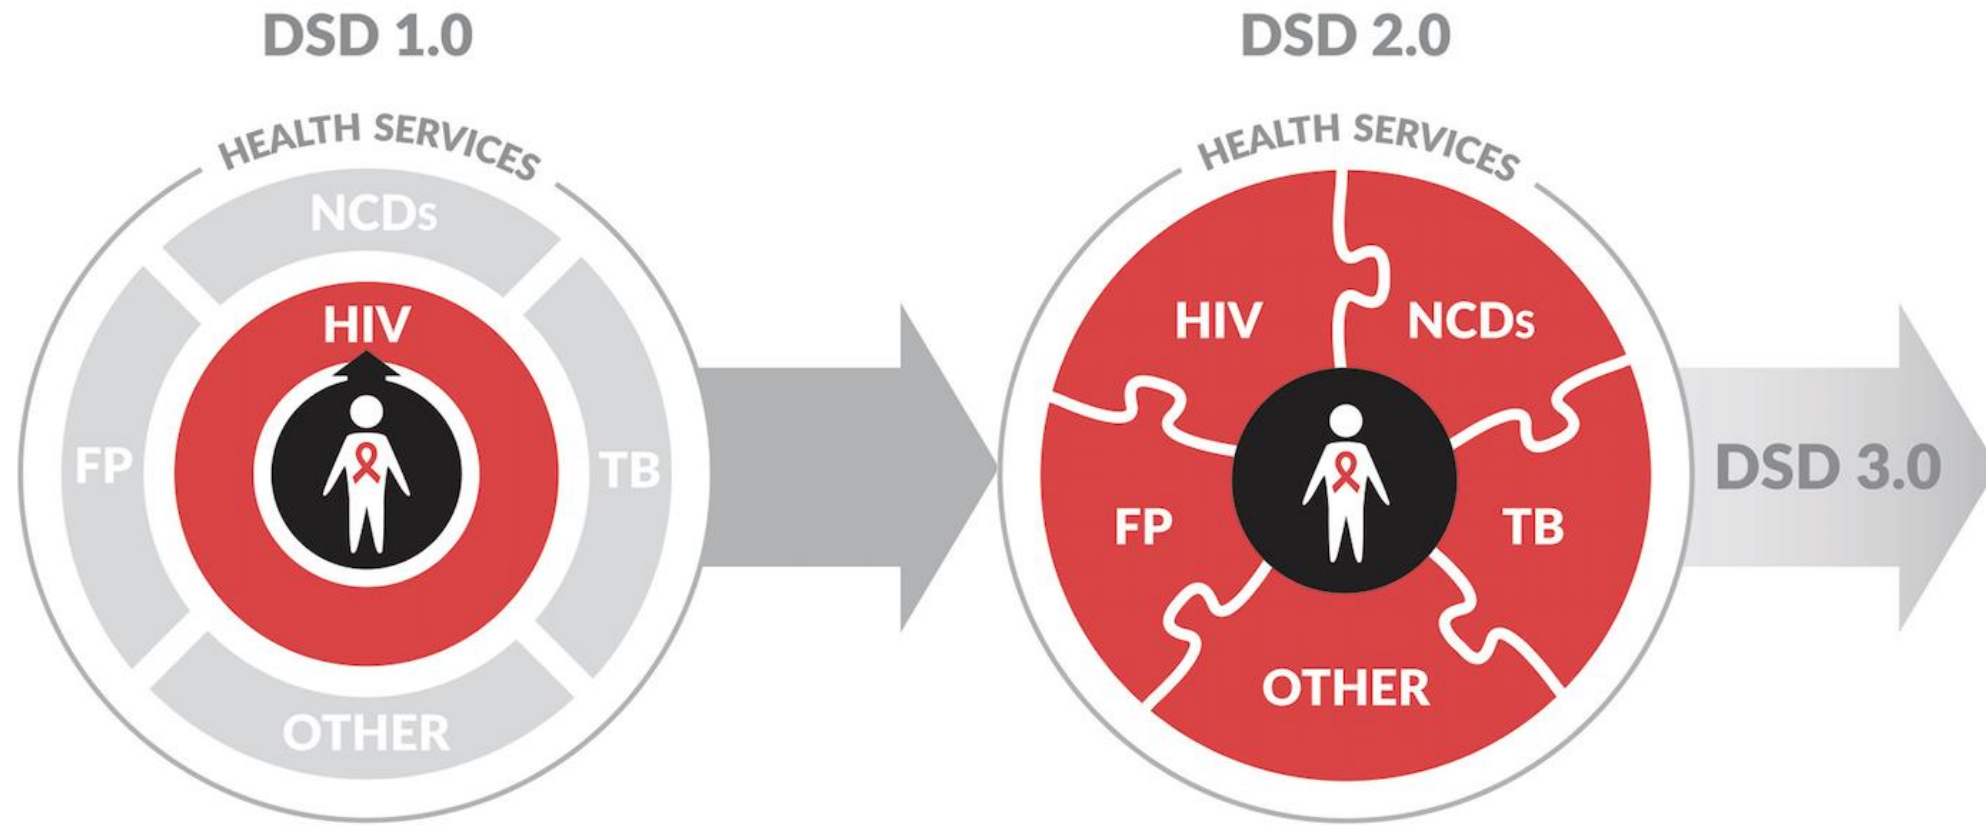 DSD 1.0
HEALTH SERVICES
NCDs
HIV
FP
TB
OTHER
DSD 2.0
HEALTH SERVICES
HIV
NCDs
FP
TB
OTHER
DSD 3.0